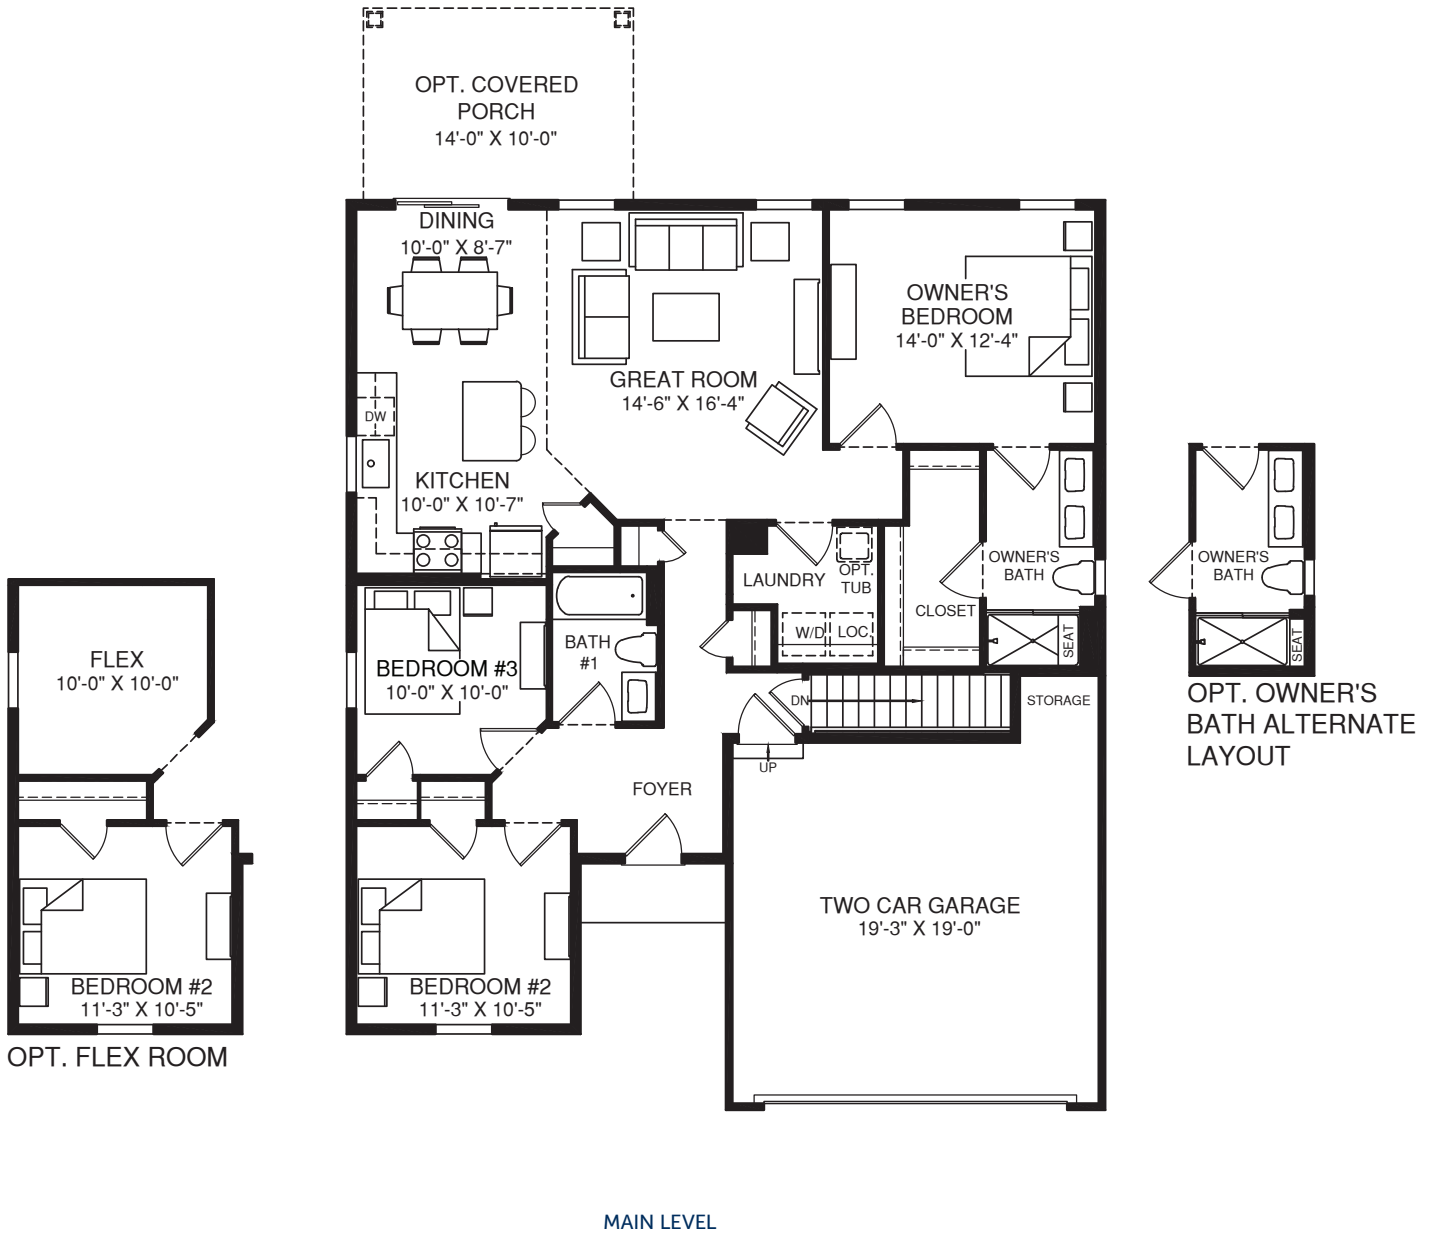 OPT. COVERED
PORCH
14'-0" X 10'-0"
DINING
10'-0" X 8'-7"
OWNER'S
BEDROOM
14'-0" X 12'-4"
GREAT ROOM
14'-6" X 16'-4"
DW
KITCHEN
10'-0" X 10'-7"
LAUNDRY
OPT.
TUB
W/D
LOC.
CLOSET
OWNER'S
BATH
SEAT
OWNER'S
BATH
SEAT
OPT. OWNER'S
BATH ALTERNATE
LAYOUT
FLEX
10'-0" X 10'-0"
BEDROOM #3
10'-0" X 10'-0"
BATH
#1
DN
STORAGE
UP
FOYER
TWO CAR GARAGE
19'-3" X 19'-0"
BEDROOM #2
11'-3" X 10'-5"
BEDROOM #2
11'-3" X 10'-5"
OPT. FLEX ROOM
MAIN LEVEL